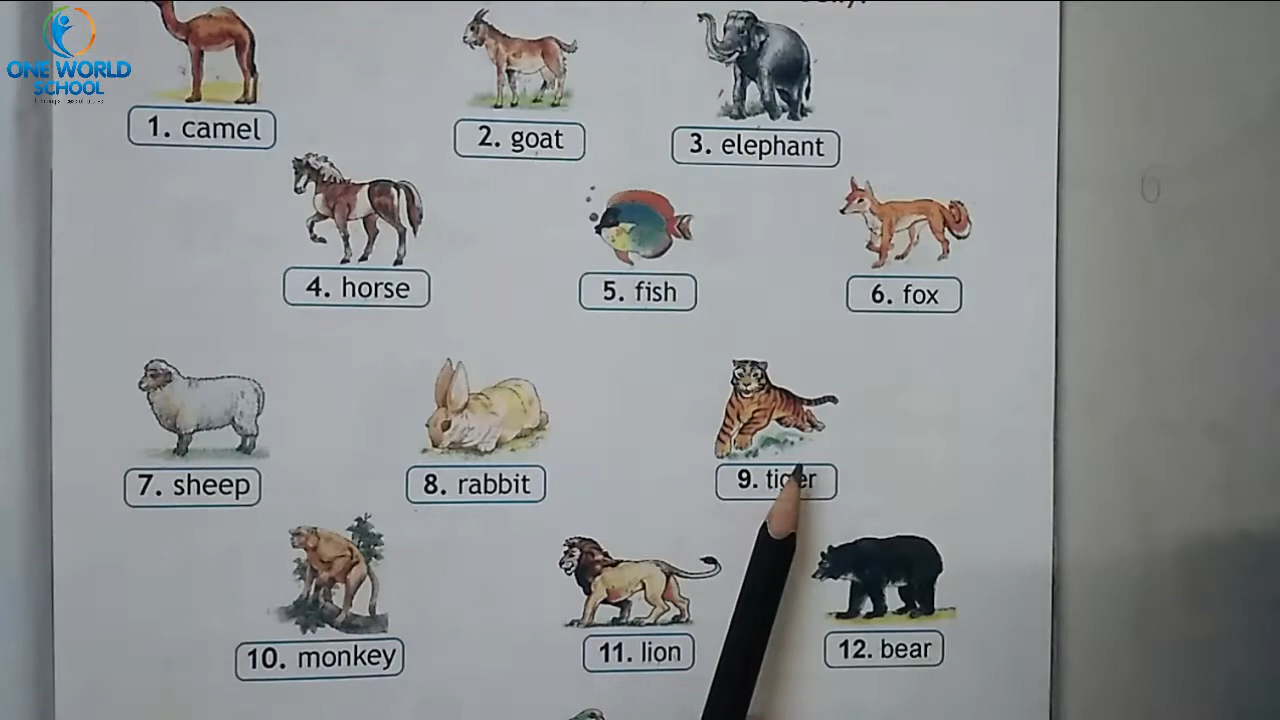 ONE WORLD
SCHOOL
1. camel
2. goat
3. elephant
4. horse
5. fish
6. fox
7. sheep
8. rabbit
9. tiger
10. monkey
11. lion
12. bear